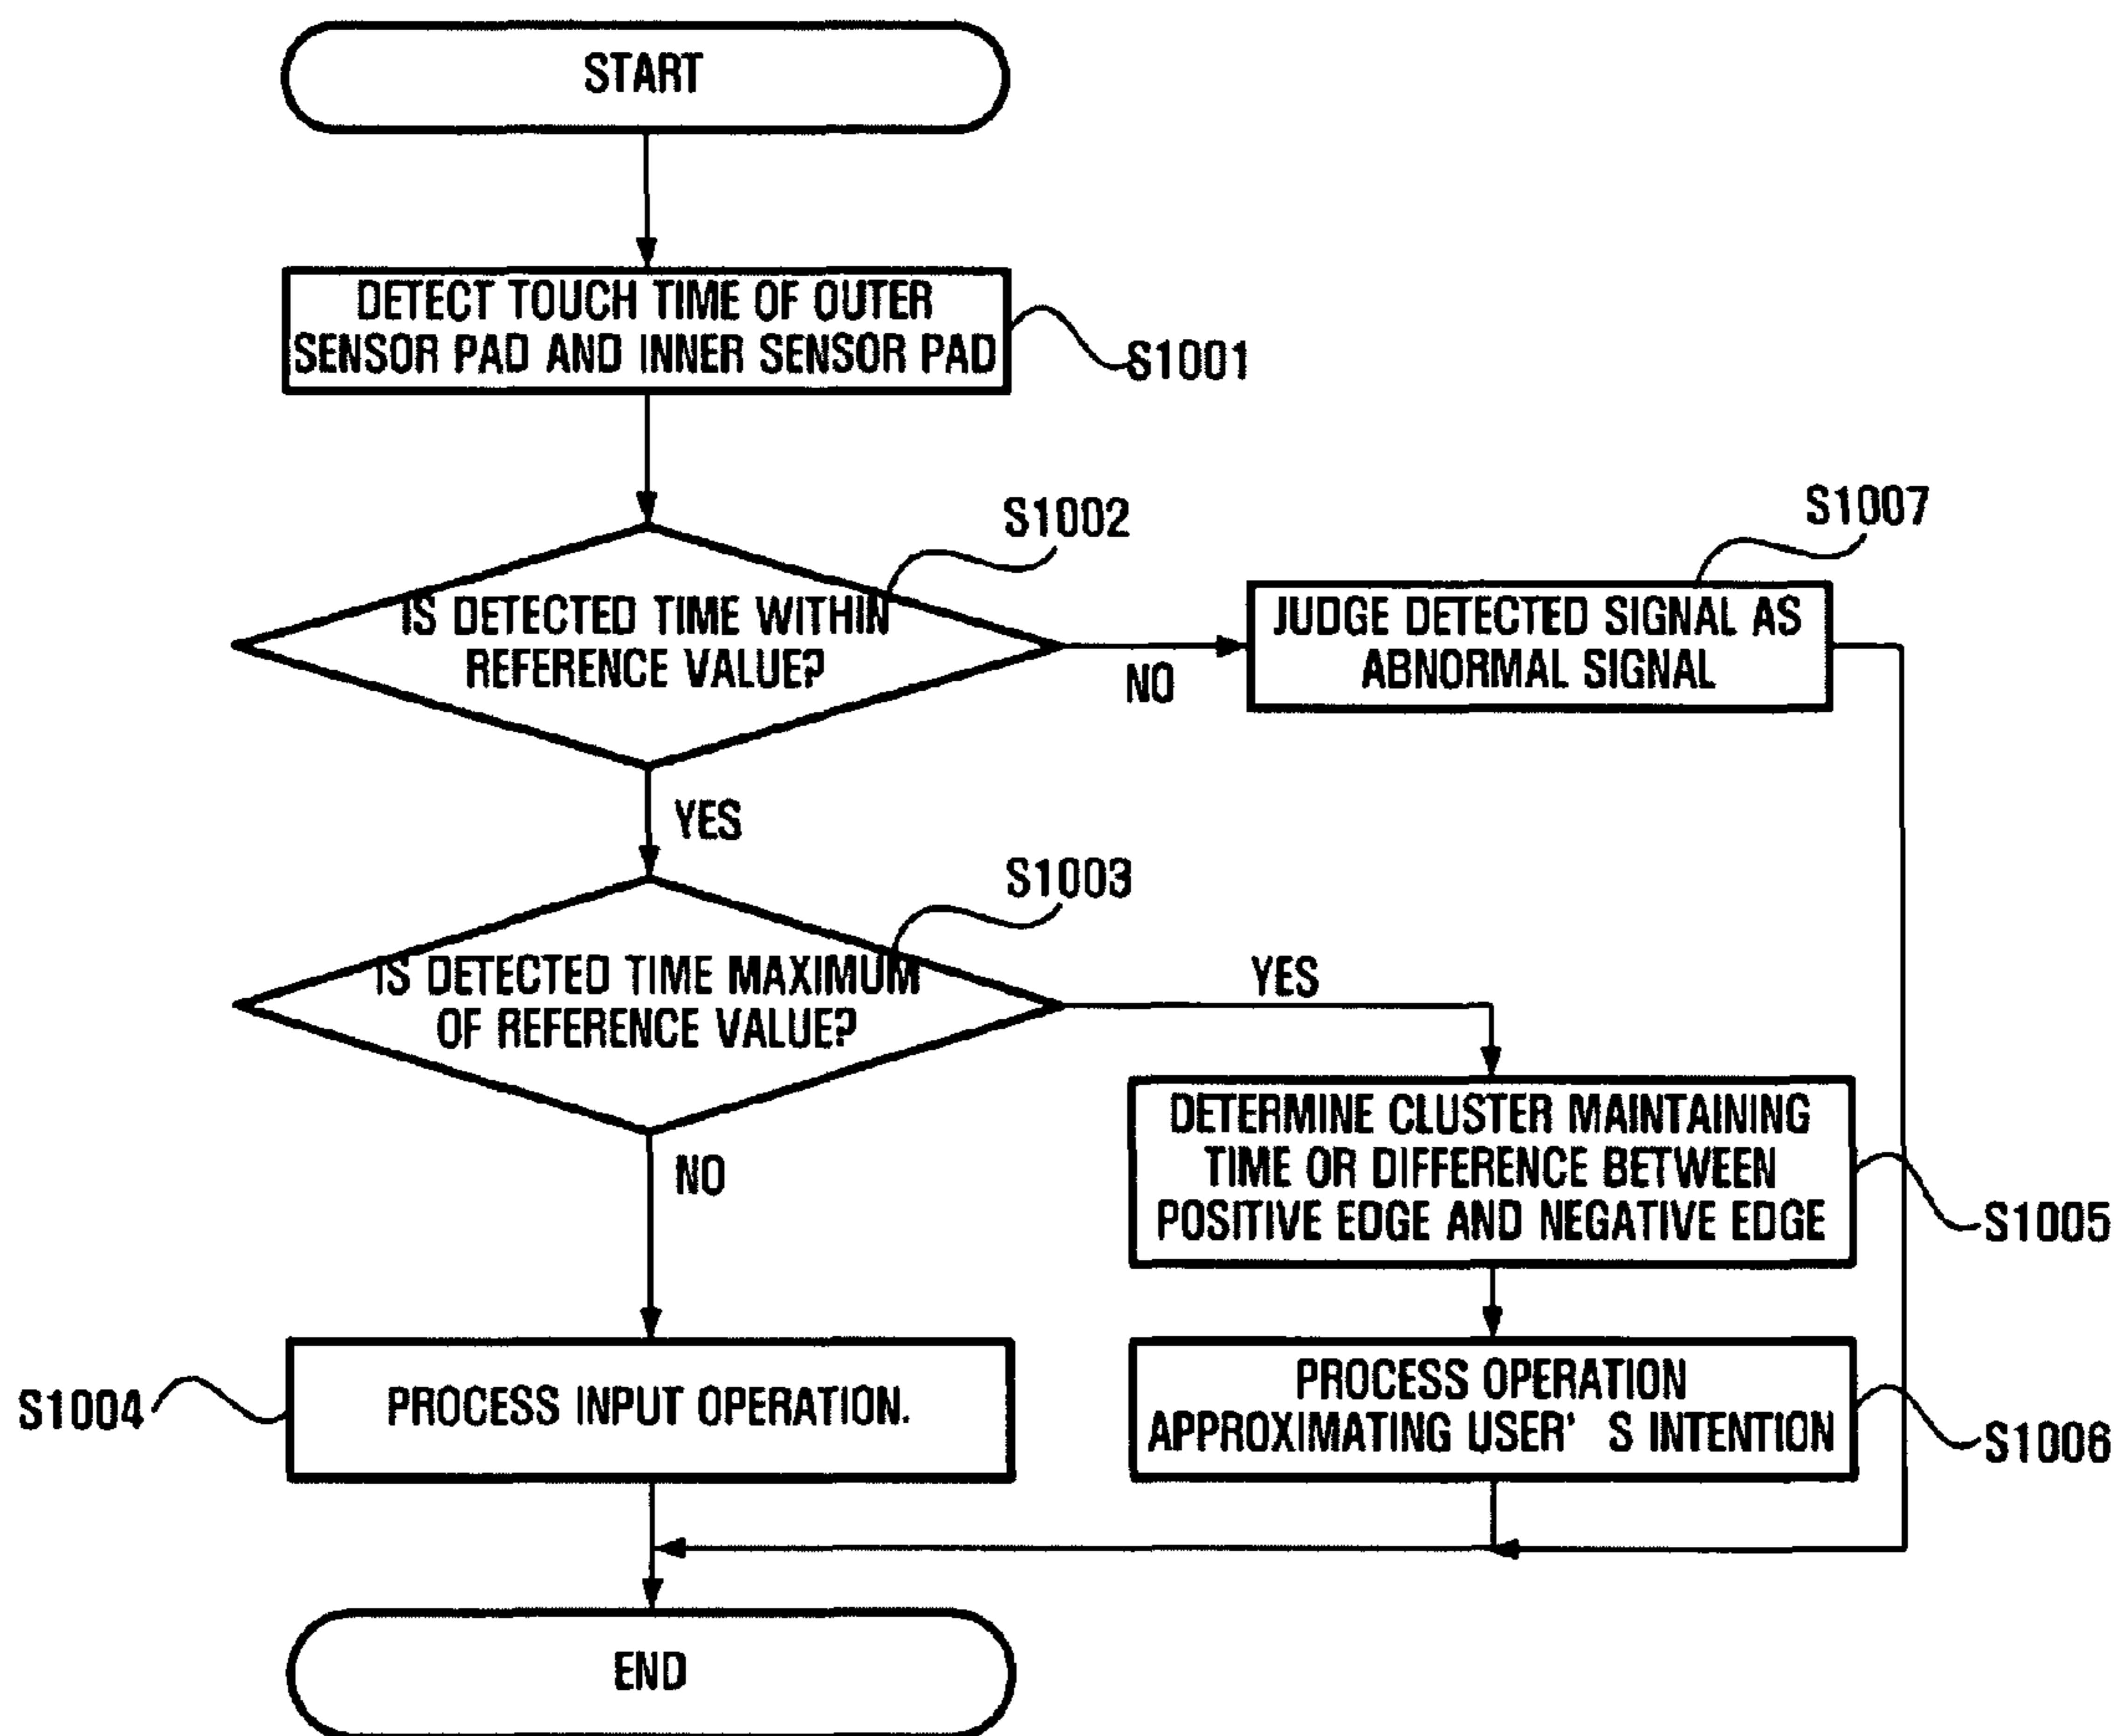 START
DETECT TOUCH TIME OF OUTER
SENSOR PAD AND INNER SENSOR PAD
S1001
S1002
S1007
IS DETECTED TIME WITHIN
REFERENCE VALUE?
NO
JUDGE DETECTED SIGNAL AS
ABNORMAL SIGNAL
YES
S1003
IS DETECTED TIME MAXIMUM
OF REFERENCE VALUE?
YES
NO
DETERMINE CLUSTER MAINTAINING
TIME OR DIFFERENCE BETWEEN
POSITIVE EDGE AND NEGATIVE EDGE
S1005
S1004
PROCESS INPUT OPERATION.
PROCESS OPERATION
APPROXIMATING USER' S INTENTION
S1006
END